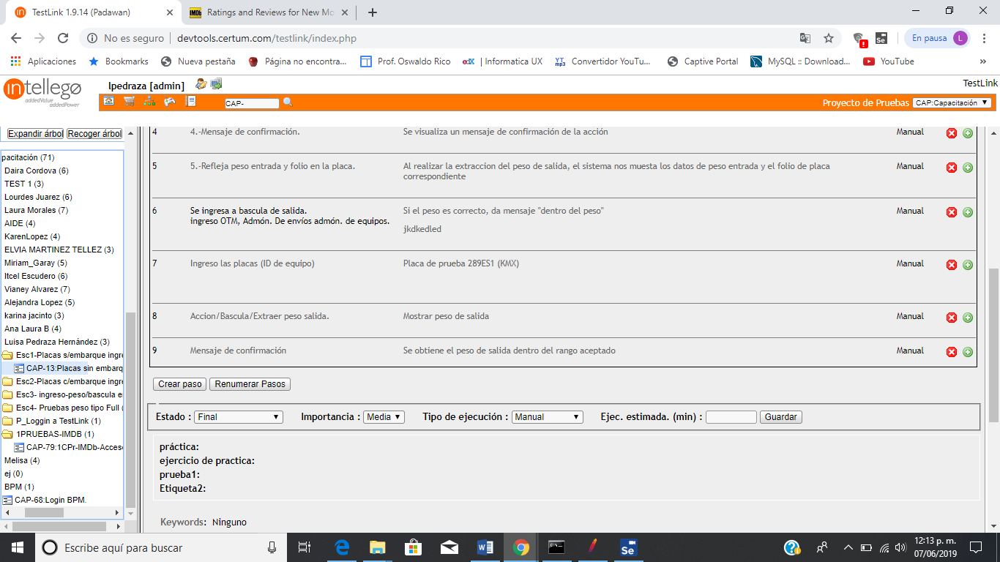 TestLink 1.9.14 (Padawan)
Ratings and Reviews for New Mo
No es seguro
devtools.certum.com/testlink/index.php
Se
En pausa
L
Aplicaciones
Bookmarks
Nueva pestaña
Página no encontra...
Prof. Oswaldo Rico
| Informatica UX
Convertidor YouTu...
Captive Portal
MySQL :: Download...
YouTube
»
intellego
addedValue
addedPower
lpedraza [admin]
TestLink
CAP-
Proyecto de Pruebas
CAP:Capacitación
Expandir árbol
Recoger árbol
pacitación (71)
Daira Cordova (6)
TEST 1 (3)
Lourdes Juarez (6)
Laura Morales (7)
AIDE (4)
KarenLopez (4)
ELVIA MARTINEZ TELLEZ (3)
Miriam_Garay (5)
Itcel Escudero (6)
Vianey Alvarez (7)
Alejandra Lopez (5)
karina jacinto (3)
Ana Laura B (4)
Luisa Pedraza Hernández (3)
Esc1-Placas s/embarque ingre
CAP-13:Placas sin embarq
Esc2-Placas c/embarque ingre
Esc3- ingreso-peso/bascula e
Esc4- Pruebas peso tipo Full (
P_Loggin a TestLink (1)
1PRUEBAS-IMDB (1)
CAP-79:1CPr-IMDb-Acceso
Melisa (4)
ej (0)
BPM (1)
CAP-68:Login BPM.
4 4.-Mensaje de confirmación. Se visualiza un mensaje de confirmación de la acción Manual
5 5.-Refleja peso entrada y folio en la placa. Al realizar la extraccion del peso de salida, el sistema nos muesta los datos de peso entrada y el folio de placa Manual
correspondiente
6 Se ingresa a bascula de salida. Si el peso es correcto, da mensaje "dentro del peso" Manual
ingreso OTM, Admón. De envíos admón. de equipos.
jkdkedled
7 Ingreso las placas (ID de equipo) Placa de prueba 289ES1 (KMX) Manual
8 Accion/Bascula/Extraer peso salida. Mostrar peso de salida Manual
9 Mensaje de confirmación Se obtiene el peso de salida dentro del rango aceptado Manual
Crear paso
Renumerar Pasos
Estado : Final Importancia : Media Tipo de ejecución : Manual Ejec. estimada. (min) : Guardar
práctica:
ejercicio de practica:
prueba1:
Etiqueta2:
Keywords: Ninguno
Escribe aquí para buscar
Se
12:13 p. m.
07/06/2019